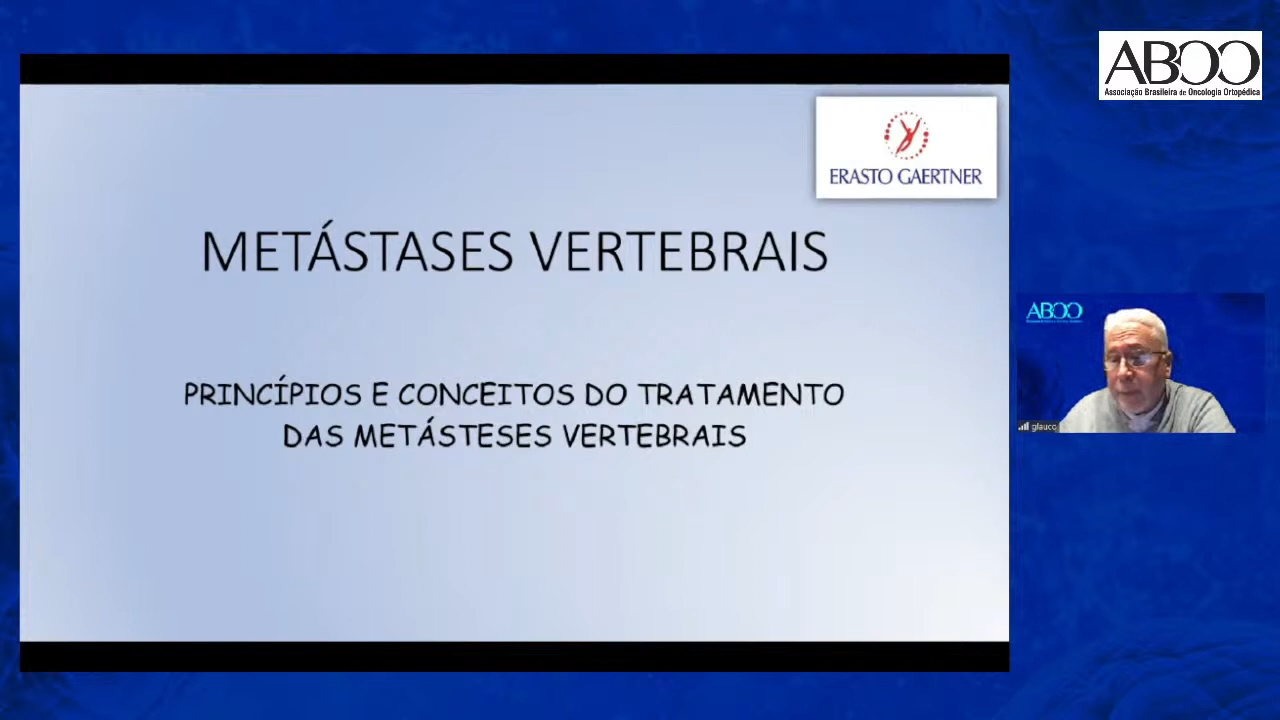 ABOO
Associação Brasileira de Oncologia Ortopédica
ERASTO GAERTNER
METÁSTASES VERTEBRAIS
PRINCÍPIOS E CONCEITOS DO TRATAMENTO
DAS METÁSTESES VERTEBRAIS
ABOO
glauco